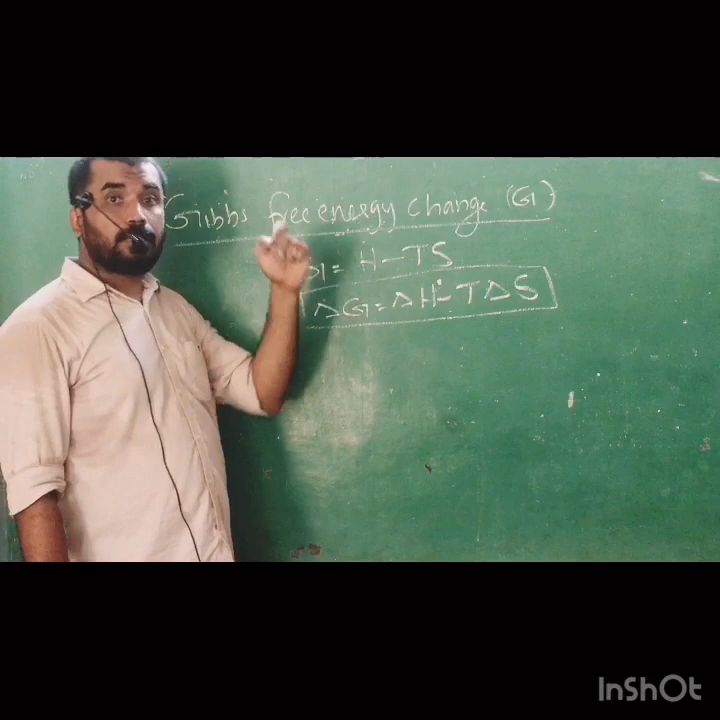 Gibbs free energy change (G)
= H - TS
ΔG = ΔH - TΔS
InShOt